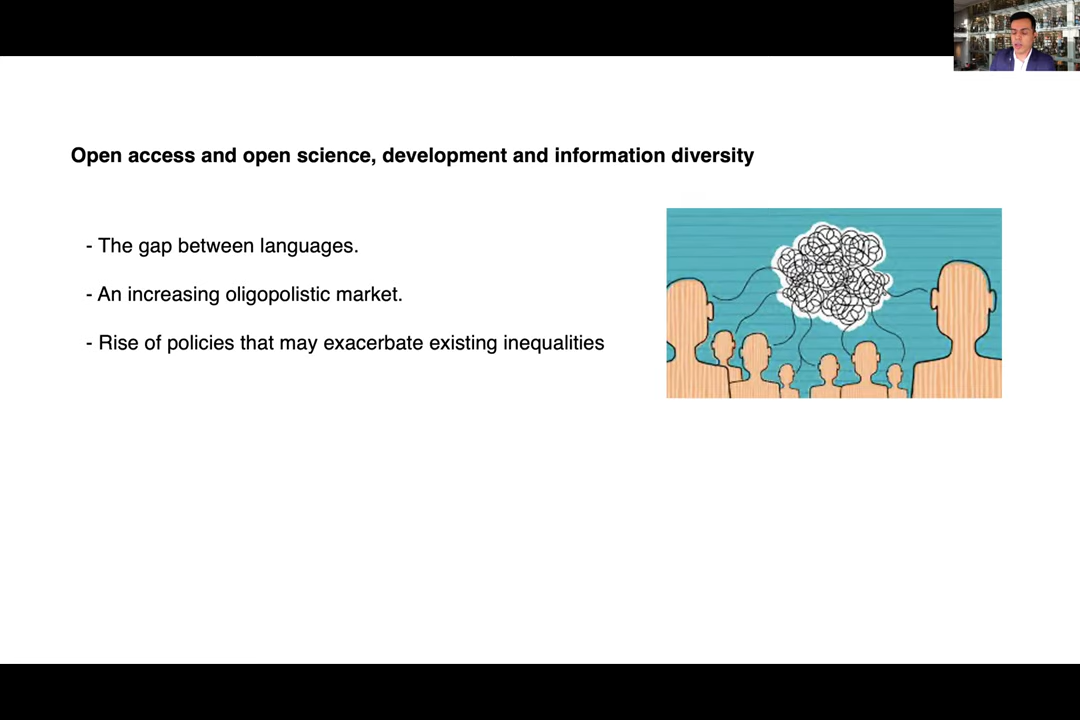 Open access and open science, development and information diversity
- The gap between languages.
- An increasing oligopolistic market.
- Rise of policies that may exacerbate existing inequalities